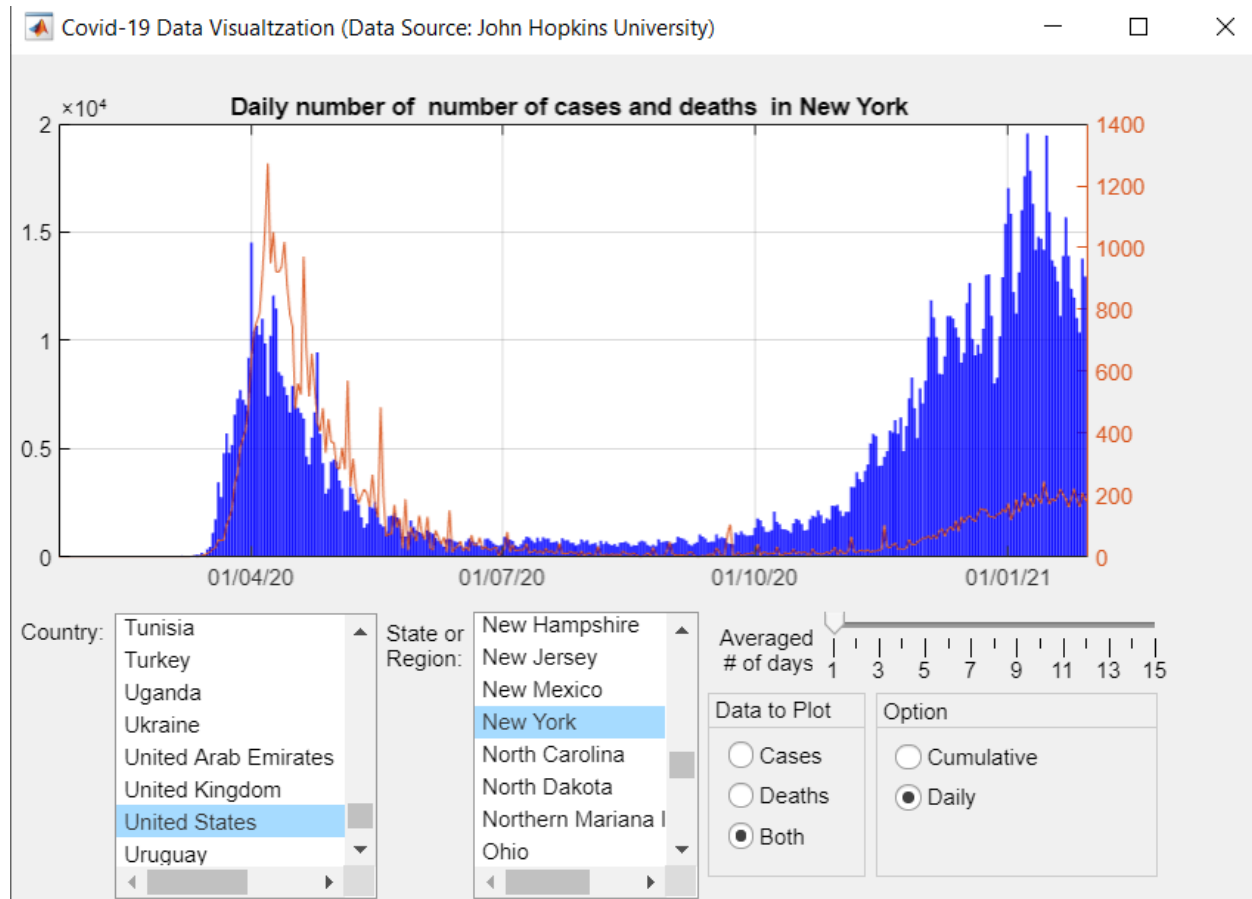 Covid-19 Data Visualtzation (Data Source: John Hopkins University)
Daily number of  number of cases and deaths  in New York
×10⁴
2
1.5
1
0.5
0
1400
1200
1000
800
600
400
200
0
01/04/20 01/07/20 01/10/20 01/01/21
Country:
Tunisia
Turkey
Uganda
Ukraine
United Arab Emirates
United Kingdom
United States
Uruguay
State or
Region:
New Hampshire
New Jersey
New Mexico
New York
North Carolina
North Dakota
Northern Mariana I
Ohio
Averaged
# of days
1 3 5 7 9 11 13 15
Data to Plot
Cases
Deaths
Both
Option
Cumulative
Daily